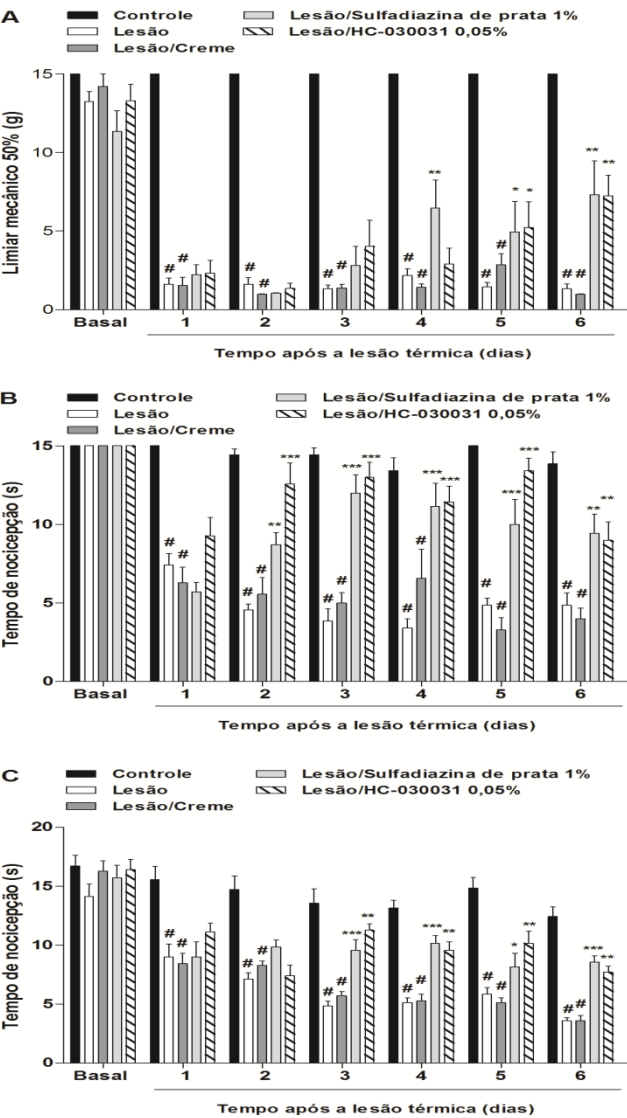 A
Controle
Lesão/Sulfadiazina de prata 1%
Lesão
Lesão/HC-030031 0,05%
Lesão/Creme
Limiar mecânico 50% (g)
15
10
5
0
# # # # # # # # ** # # * * # # ** **
Basal 1 2 3 4 5 6
Tempo após a lesão térmica (dias)
B
Controle
Lesão/Sulfadiazina de prata 1%
Lesão
Lesão/HC-030031 0,05%
Lesão/Creme
Tempo de nocicepção (s)
15
10
5
0
# # # # ** *** # # *** *** # # *** *** # # *** *** # # ** **
Basal 1 2 3 4 5 6
Tempo após a lesão térmica (dias)
C
Controle
Lesão/Sulfadiazina de prata 1%
Lesão
Lesão/HC-030031 0,05%
Lesão/Creme
Tempo de nocicepção (s)
20
15
10
5
0
# # # # # # *** ** # # *** ** # # * ** # # *** **
Basal 1 2 3 4 5 6
Tempo após a lesão térmica (dias)